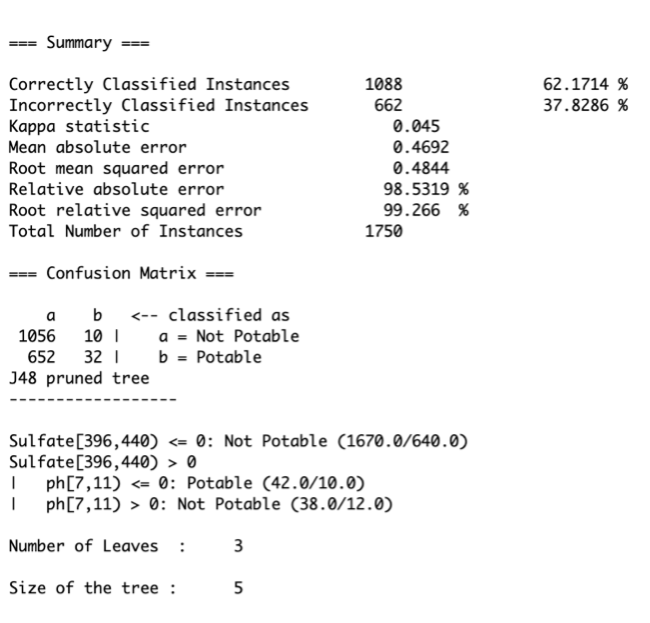 === Summary ===
Correctly Classified Instances 1088 62.1714 %
Incorrectly Classified Instances 662 37.8286 %
Kappa statistic 0.045
Mean absolute error 0.4692
Root mean squared error 0.4844
Relative absolute error 98.5319 %
Root relative squared error 99.266 %
Total Number of Instances 1750
=== Confusion Matrix ===
a b <-- classified as
1056 10 | a = Not Potable
652 32 | b = Potable
J48 pruned tree
------------------
Sulfate[396,440) <= 0: Not Potable (1670.0/640.0)
Sulfate[396,440) > 0
| ph[7,11) <= 0: Potable (42.0/10.0)
| ph[7,11) > 0: Not Potable (38.0/12.0)
Number of Leaves : 3
Size of the tree : 5